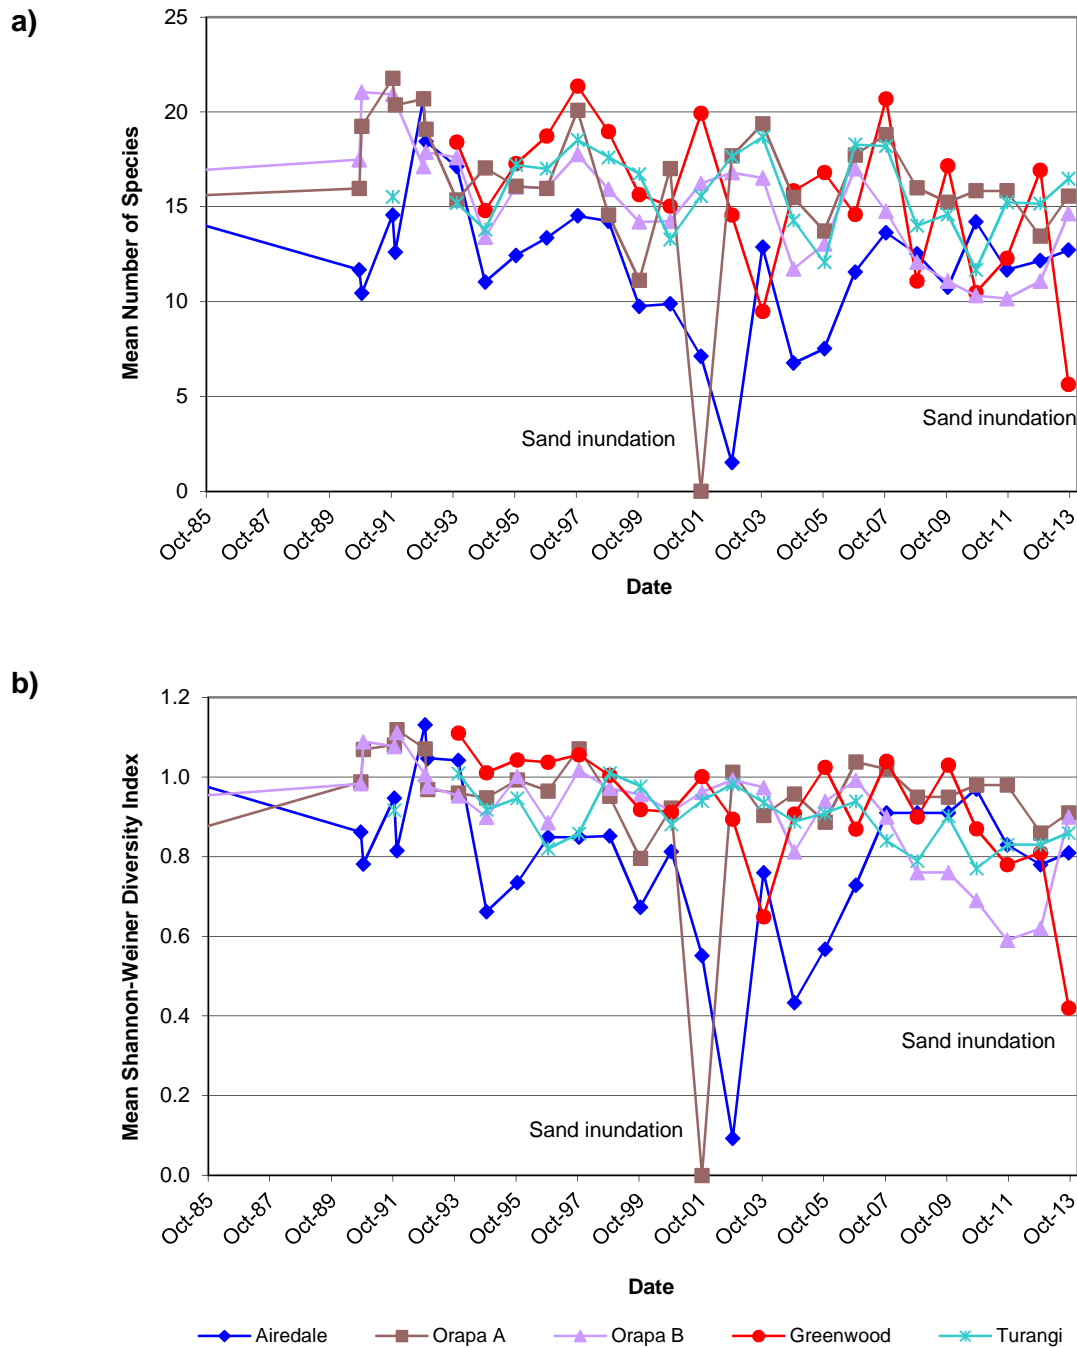 a)
25
20
15
10
5
0
Mean Number of Species
Sand inundation
Sand inundation
Oct-85 Oct-87 Oct-89 Oct-91 Oct-93 Oct-95 Oct-97 Oct-99 Oct-01 Oct-03 Oct-05 Oct-07 Oct-09 Oct-11 Oct-13
Date
b)
1.2
1.0
0.8
0.6
0.4
0.2
0.0
Mean Shannon-Weiner Diversity Index
Sand inundation
Sand inundation
Oct-85 Oct-87 Oct-89 Oct-91 Oct-93 Oct-95 Oct-97 Oct-99 Oct-01 Oct-03 Oct-05 Oct-07 Oct-09 Oct-11 Oct-13
Date
Airedale Orapa A Orapa B Greenwood Turangi